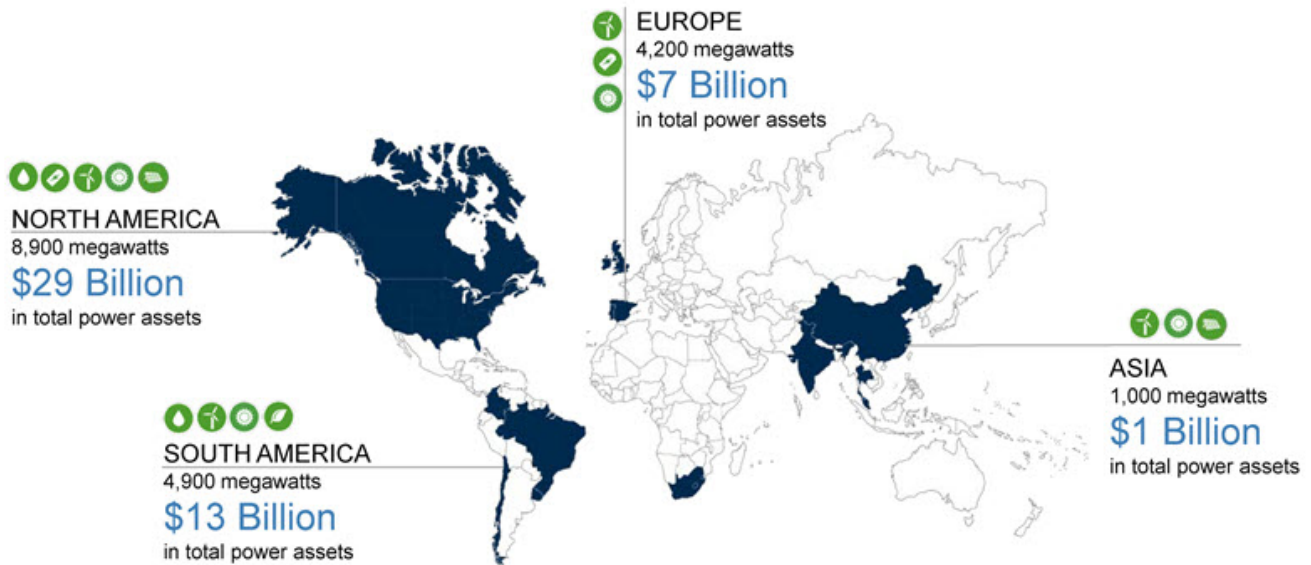 EUROPE
4,200 megawatts
$7 Billion
in total power assets
NORTH AMERICA
8,900 megawatts
$29 Billion
in total power assets
ASIA
1,000 megawatts
$1 Billion
in total power assets
SOUTH AMERICA
4,900 megawatts
$13 Billion
in total power assets